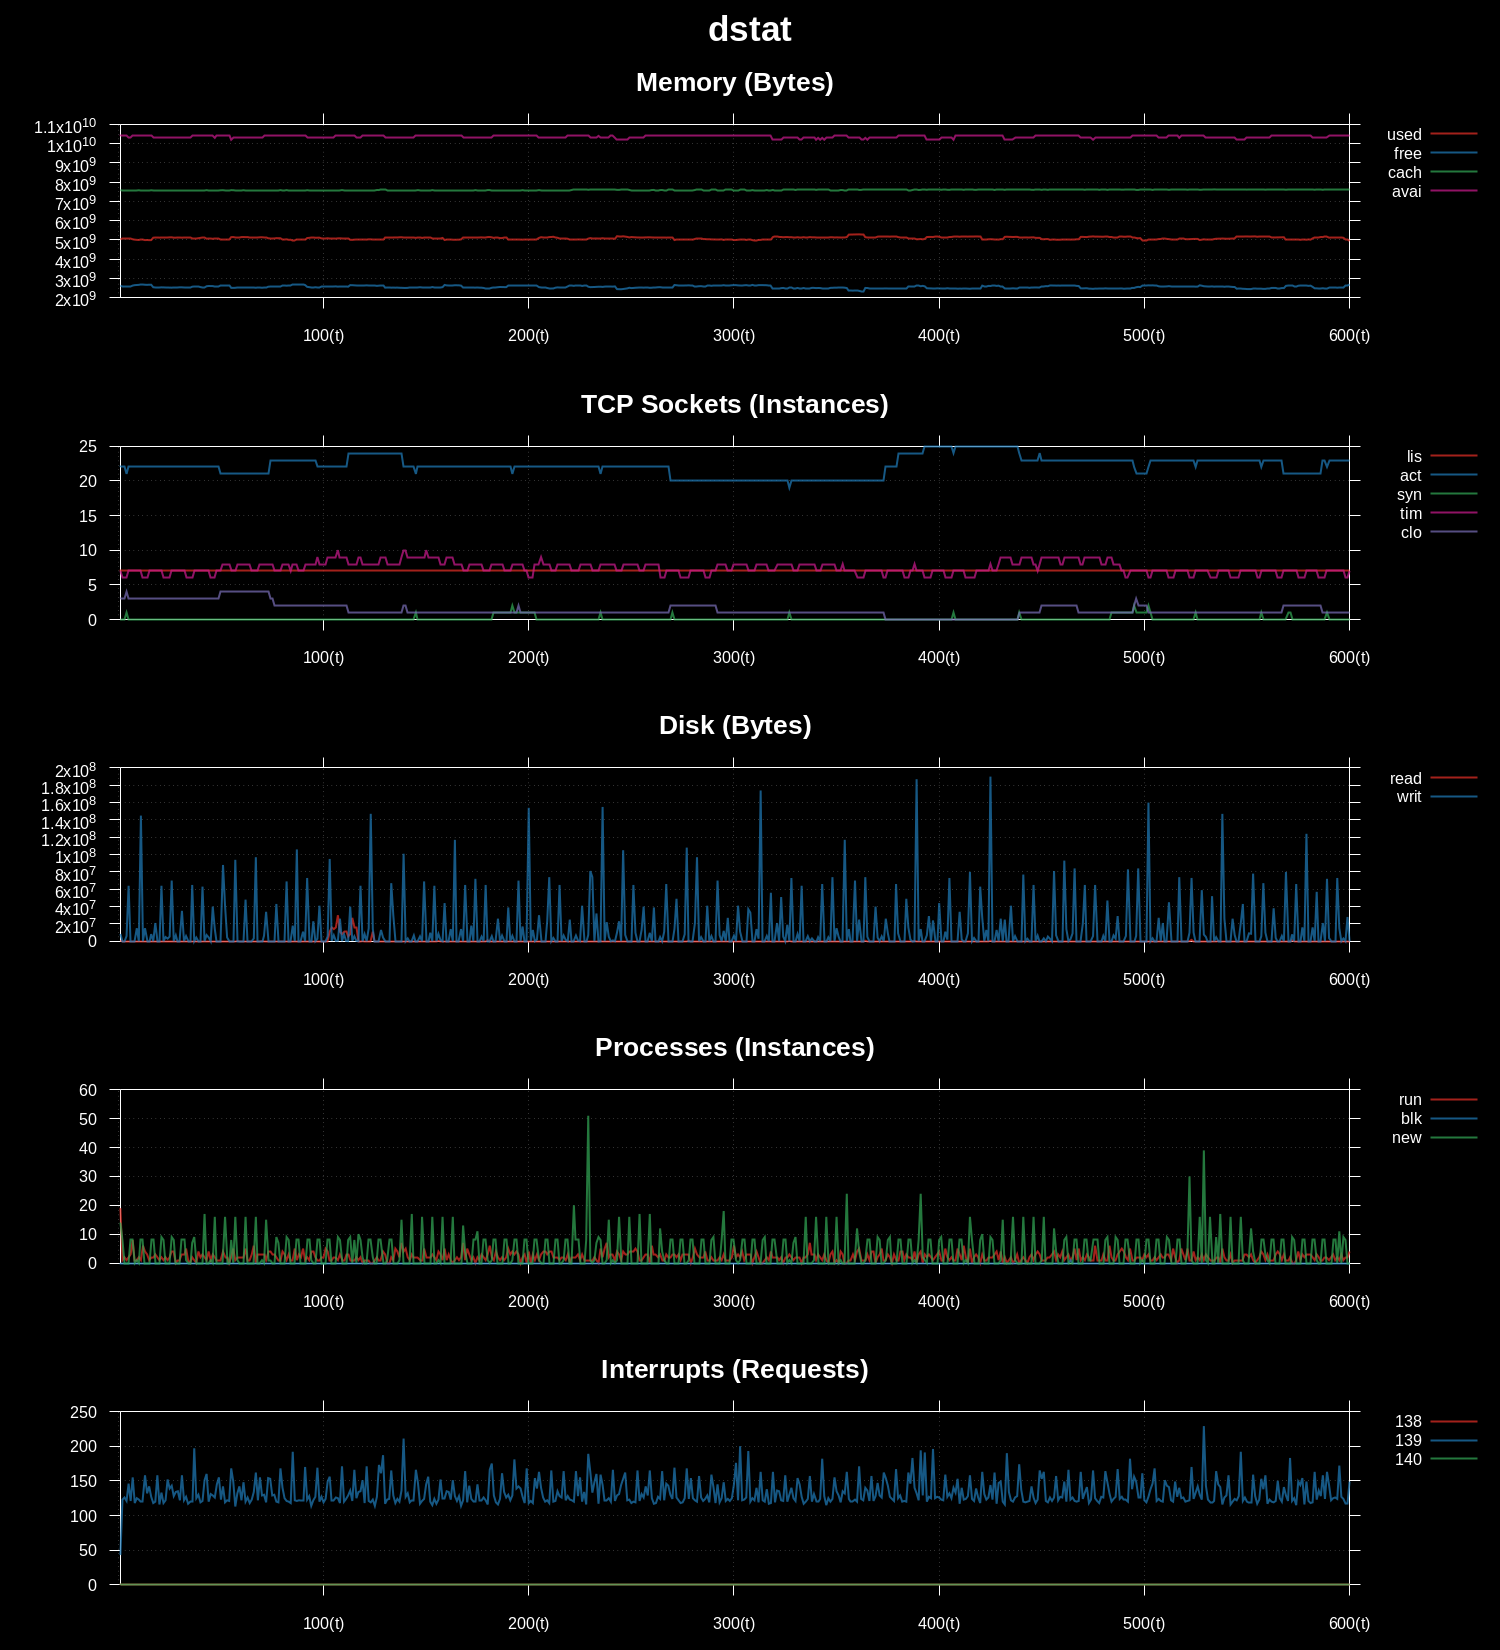 dstat
Memory (Bytes)
1.1x10^10
1x10^10
9x10^9
8x10^9
7x10^9
6x10^9
5x10^9
4x10^9
3x10^9
2x10^9
used
free
cach
avai
100(t) 200(t) 300(t) 400(t) 500(t) 600(t)
TCP Sockets (Instances)
25
20
15
10
5
0
lis
act
syn
tim
clo
100(t) 200(t) 300(t) 400(t) 500(t) 600(t)
Disk (Bytes)
2x10^8
1.8x10^8
1.6x10^8
1.4x10^8
1.2x10^8
1x10^8
8x10^7
6x10^7
4x10^7
2x10^7
0
read
writ
100(t) 200(t) 300(t) 400(t) 500(t) 600(t)
Processes (Instances)
60
50
40
30
20
10
0
run
blk
new
100(t) 200(t) 300(t) 400(t) 500(t) 600(t)
Interrupts (Requests)
250
200
150
100
50
0
138
139
140
100(t) 200(t) 300(t) 400(t) 500(t) 600(t)